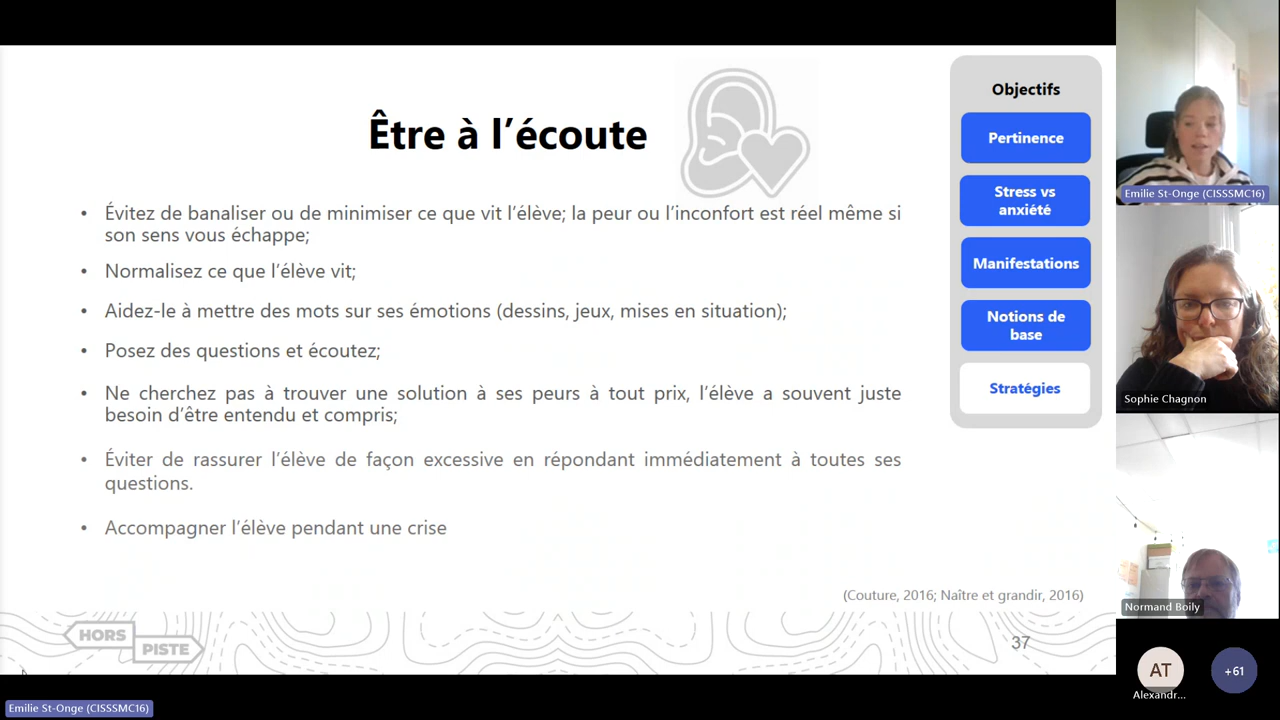 Être à l’écoute
• Évitez de banaliser ou de minimiser ce que vit l’élève; la peur ou l’inconfort est réel même si
son sens vous échappe;
• Normalisez ce que l’élève vit;
• Aidez-le à mettre des mots sur ses émotions (dessins, jeux, mises en situation);
• Posez des questions et écoutez;
• Ne cherchez pas à trouver une solution à ses peurs à tout prix, l’élève a souvent juste
besoin d’être entendu et compris;
• Éviter de rassurer l’élève de façon excessive en répondant immédiatement à toutes ses
questions.
• Accompagner l’élève pendant une crise
(Couture, 2016; Naître et grandir, 2016)
HORS
PISTE
37
Objectifs
Pertinence
Stress vs
anxiété
Manifestations
Notions de
base
Stratégies
Emilie St-Onge (CISSSMC16)
Sophie Chagnon
Normand Boily
AT
Alexandr...
+61
Emilie St-Onge (CISSSMC16)